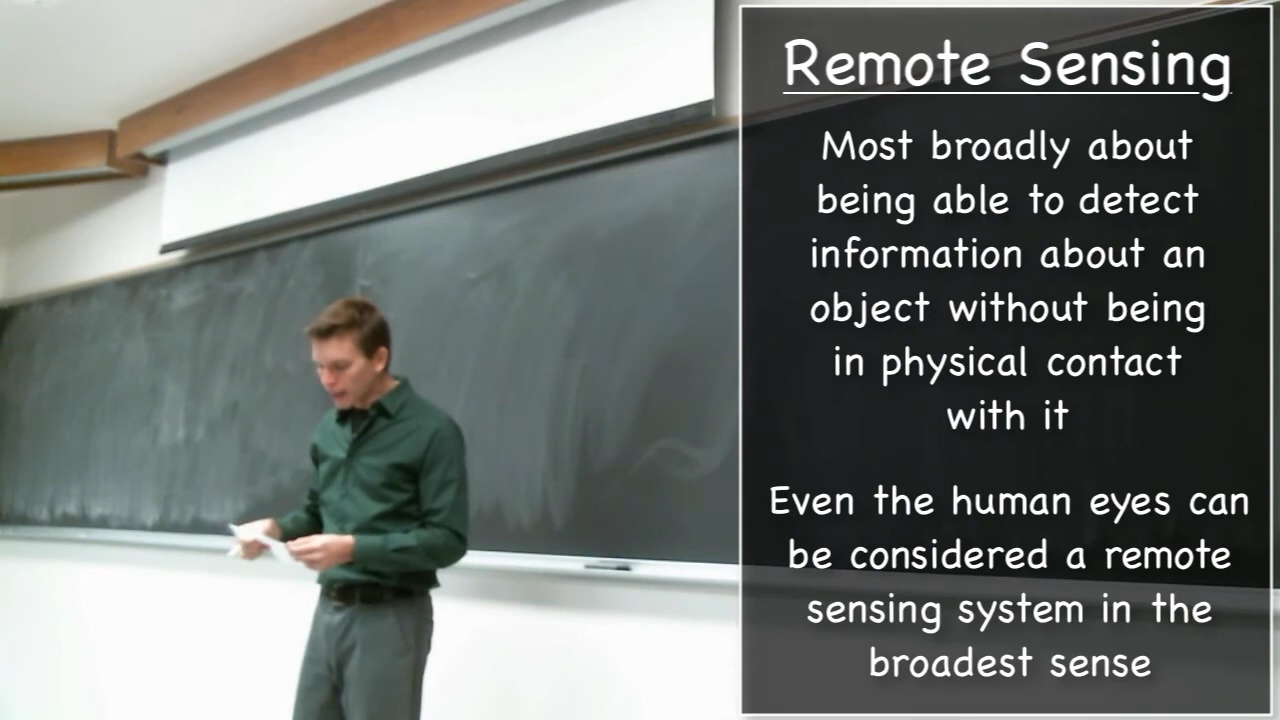 Remote Sensing
Most broadly about
being able to detect
information about an
object without being
in physical contact
with it
Even the human eyes can
be considered a remote
sensing system in the
broadest sense